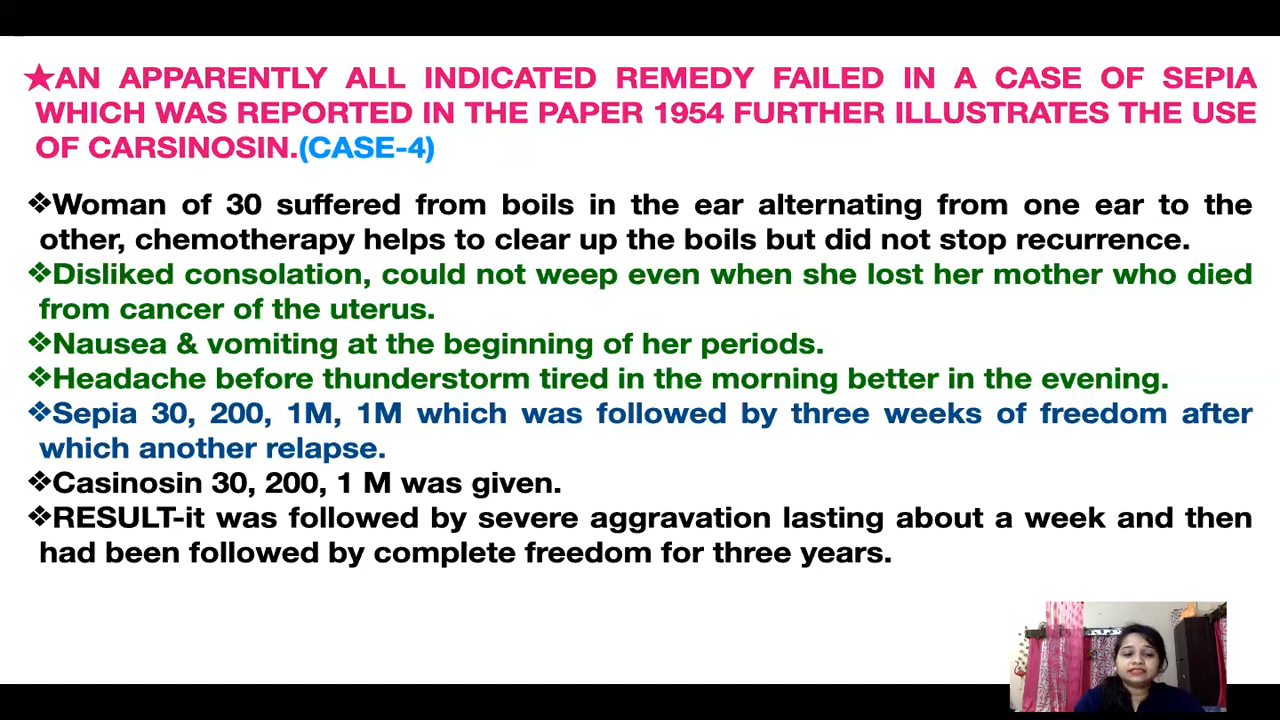 ★AN APPARENTLY ALL INDICATED REMEDY FAILED IN A CASE OF SEPIA
WHICH WAS REPORTED IN THE PAPER 1954 FURTHER ILLUSTRATES THE USE
OF CARSINOSIN.(CASE-4)
❖Woman of 30 suffered from boils in the ear alternating from one ear to the
other, chemotherapy helps to clear up the boils but did not stop recurrence.
❖Disliked consolation, could not weep even when she lost her mother who died
from cancer of the uterus.
❖Nausea & vomiting at the beginning of her periods.
❖Headache before thunderstorm tired in the morning better in the evening.
❖Sepia 30, 200, 1M, 1M which was followed by three weeks of freedom after
which another relapse.
❖Casinosin 30, 200, 1 M was given.
❖RESULT-it was followed by severe aggravation lasting about a week and then
had been followed by complete freedom for three years.